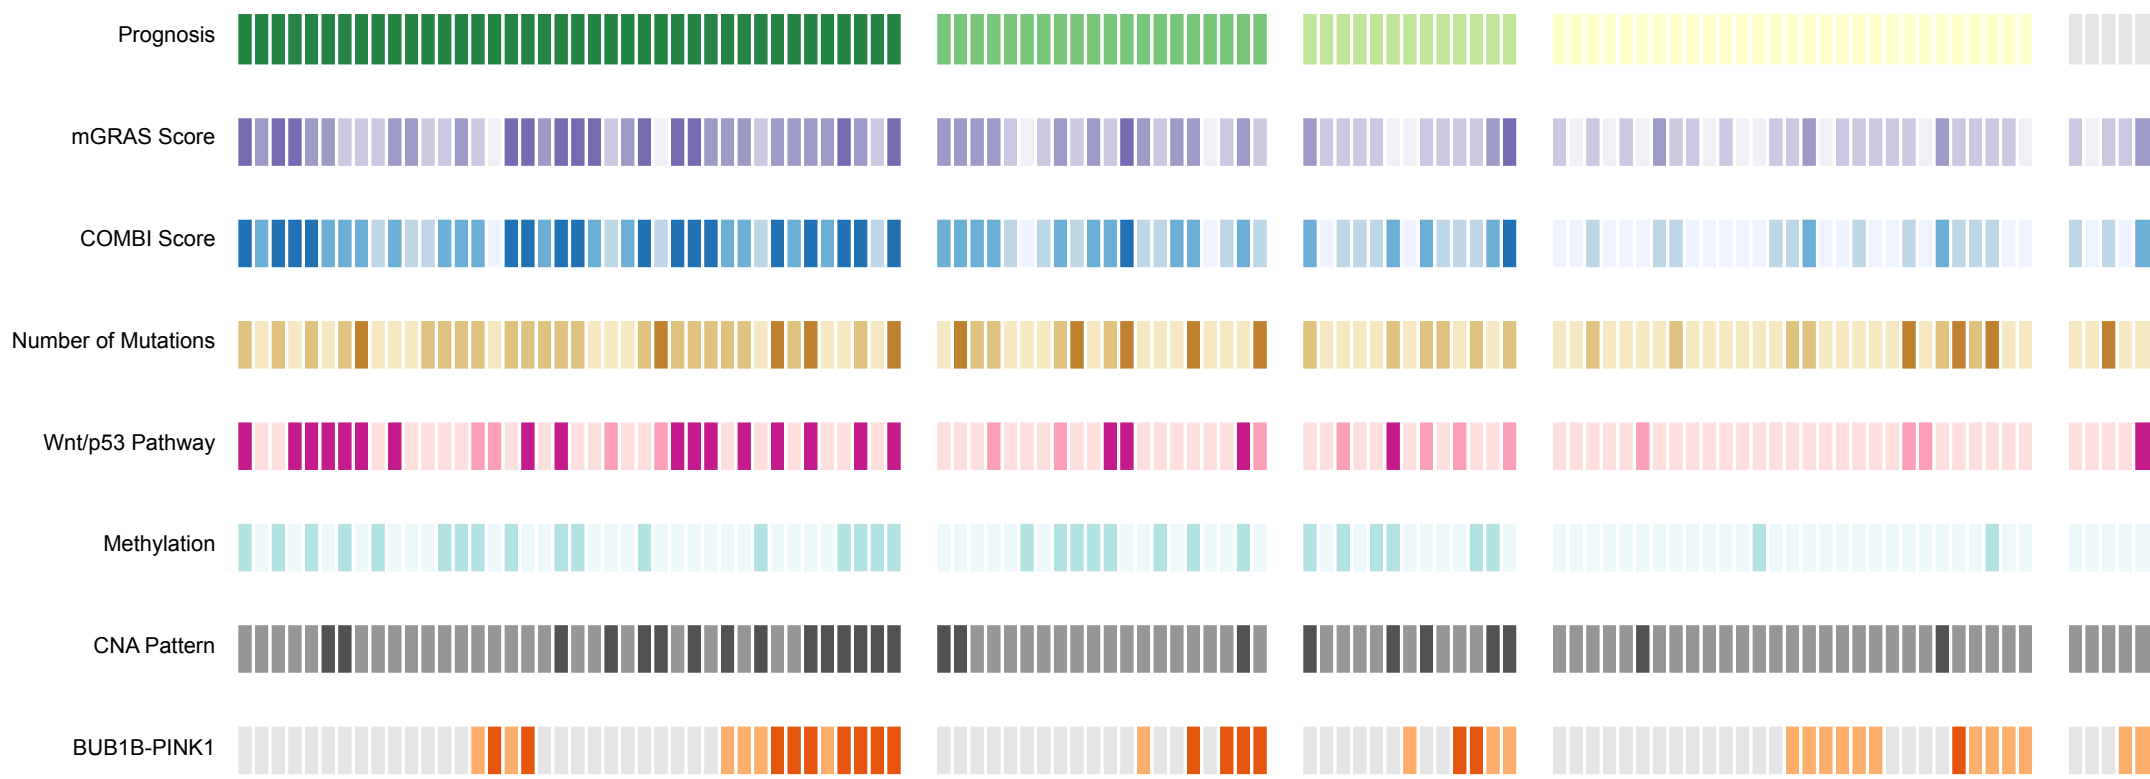 Prognosis
mGRAS Score
COMBI Score
Number of Mutations
Wnt/p53 Pathway
Methylation
CNA Pattern
BUB1B-PINK1